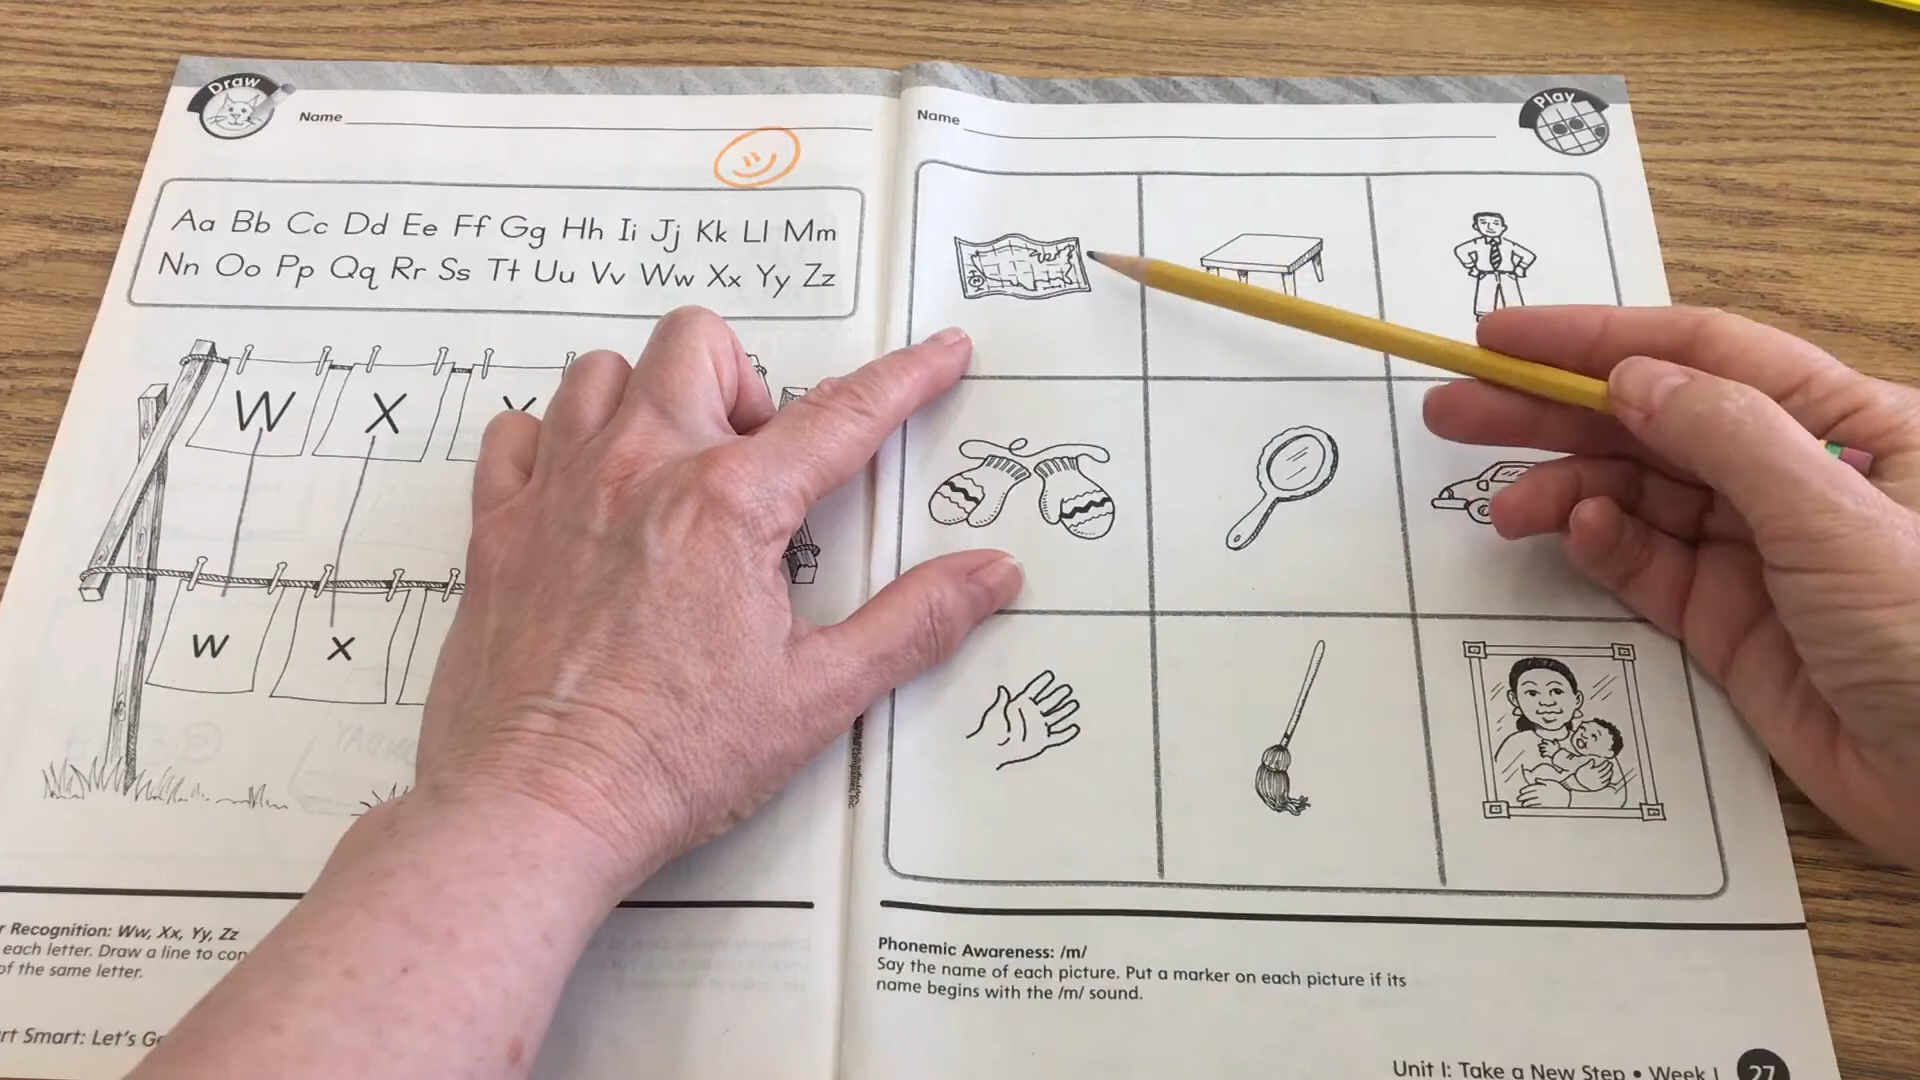 Draw
Name
Aa Bb Cc Dd Ee Ff Gg Hh Ii Jj Kk Ll Mm
Nn Oo Pp Qq Rr Ss Tt Uu Vv Ww Xx Yy Zz
W X
w x
Recognition: Ww, Xx, Yy, Zz
each letter. Draw a line to
of the same letter.
Smart: Let's
Name
Play
Phonemic Awareness: /m/
Say the name of each picture. Put a marker on each picture if its
name begins with the /m/ sound.
Unit 1: Take a New Step • Week 1
27